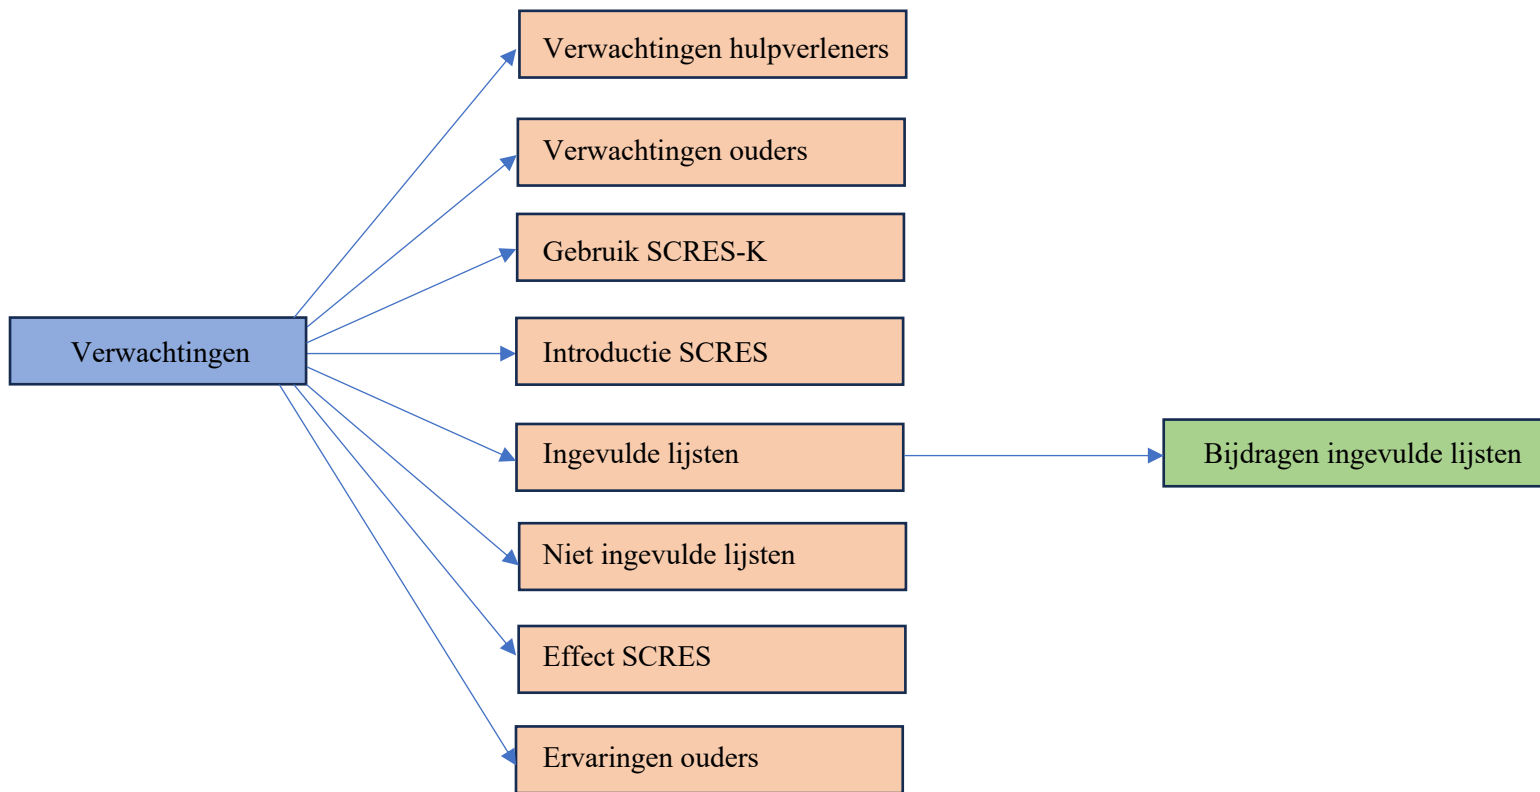 Verwachtingen hulpverleners
Verwachtingen ouders
Gebruik SCRES-K
Introductie SCRES
Verwachtingen
Ingevulde lijsten
Bijdragen ingevulde lijsten
Niet ingevulde lijsten
Effect SCRES
Ervaringen ouders